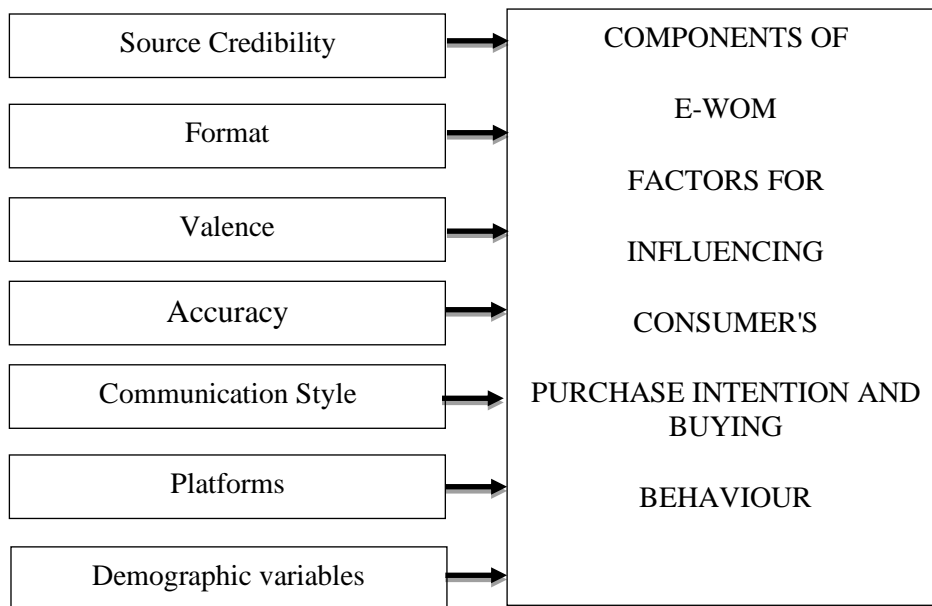 Source Credibility
Format
Valence
Accuracy
Communication Style
Platforms
Demographic variables
COMPONENTS OF
E-WOM
FACTORS FOR
INFLUENCING
CONSUMER'S
PURCHASE INTENTION AND
BUYING
BEHAVIOUR